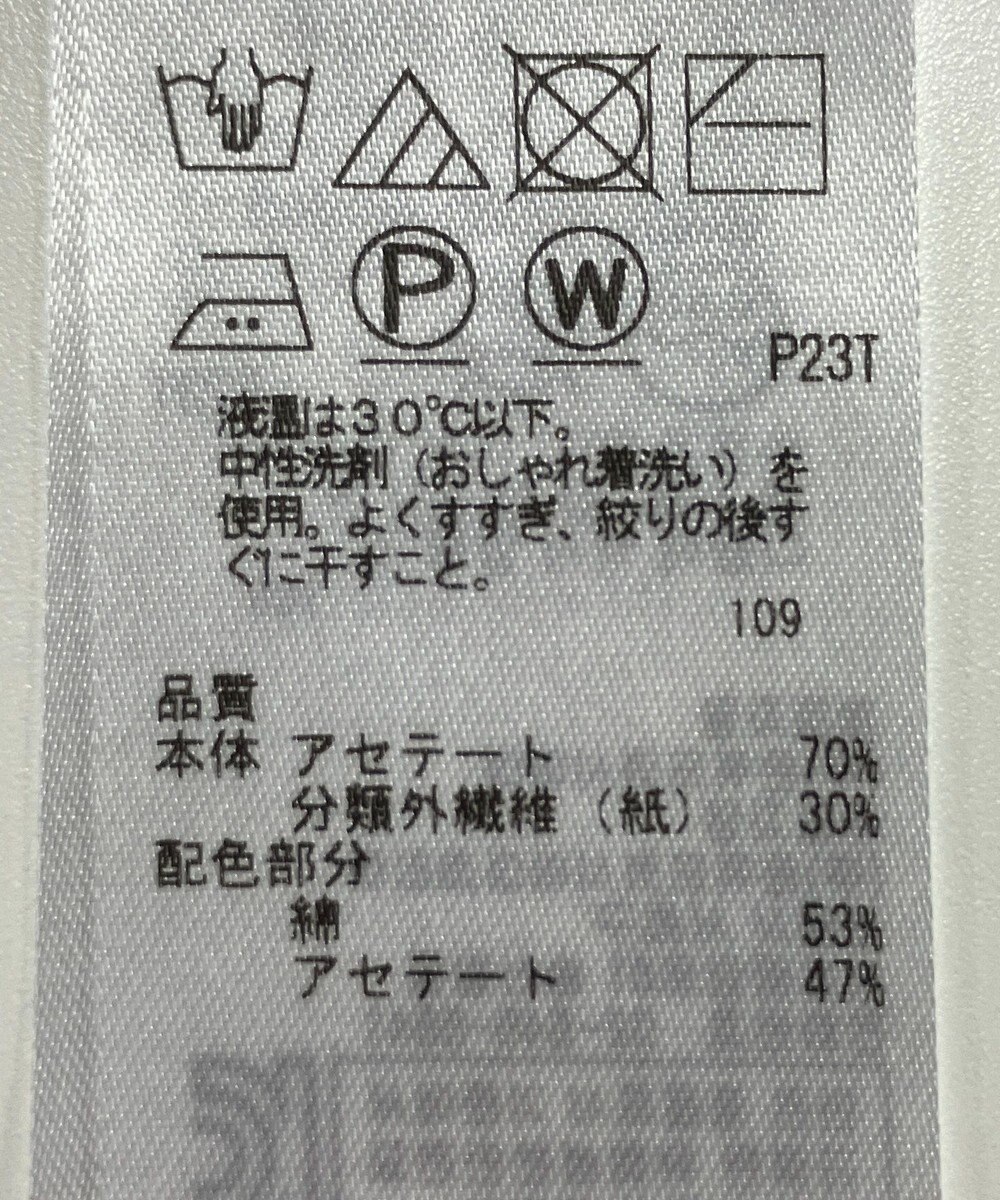 P
W
P23T
液温は30℃以下。
中性洗剤（おしゃれ着洗い）を
使用。よくすすぎ、絞りの後す
ぐに干すこと。
109
品質
本体 アセテート 70%
分類外繊維（紙） 30%
配色部分
綿 53%
アセテート 47%